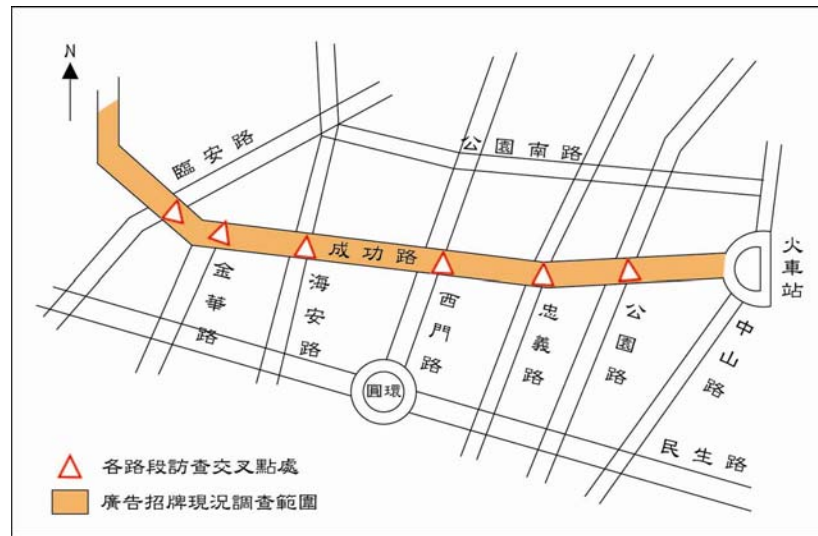 N
臨安路
公園南路
火車站
成功路
金華路
海安路
西門路
忠義路
公園路
中山路
圓環
民生路
各路段訪查交叉點處
廣告招牌現況調查範圍